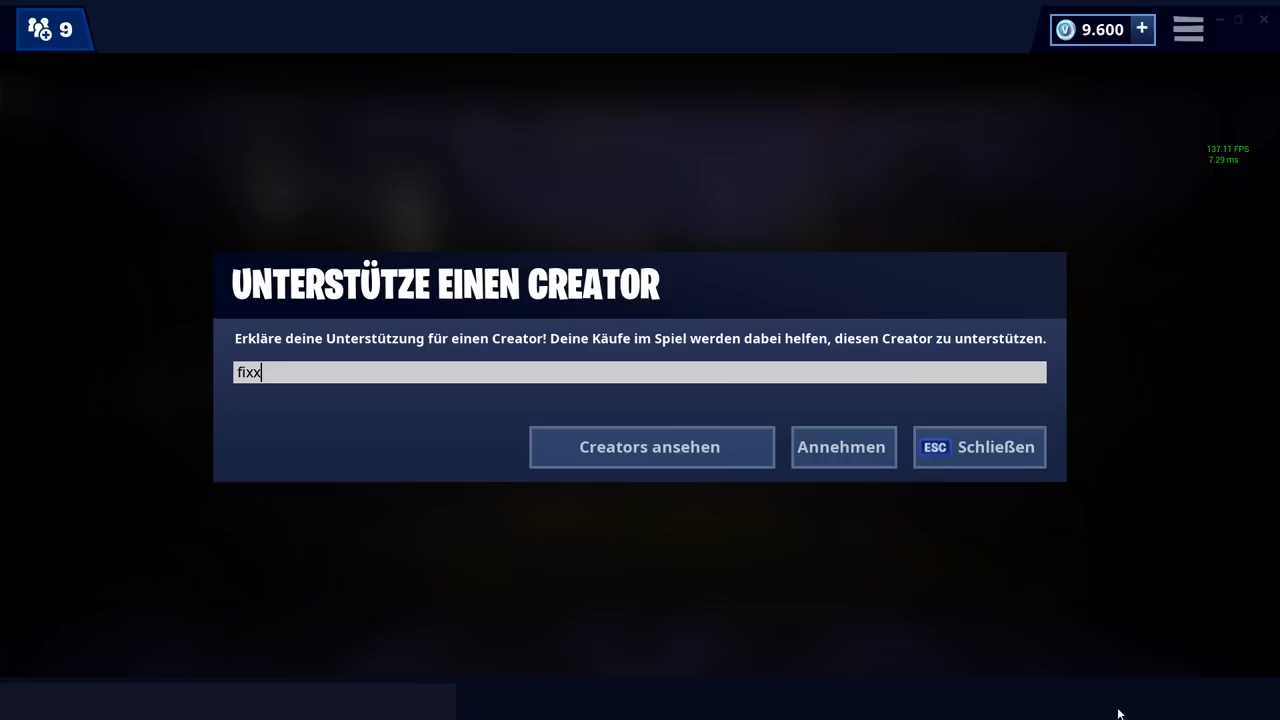 9
9.600 +
137.11 FPS
7.29 ms
UNTERSTÜTZE EINEN CREATOR
Erkläre deine Unterstützung für einen Creator! Deine Käufe im Spiel werden dabei helfen, diesen Creator zu unterstützen.
fixx
Creators ansehen Annehmen ESC Schließen